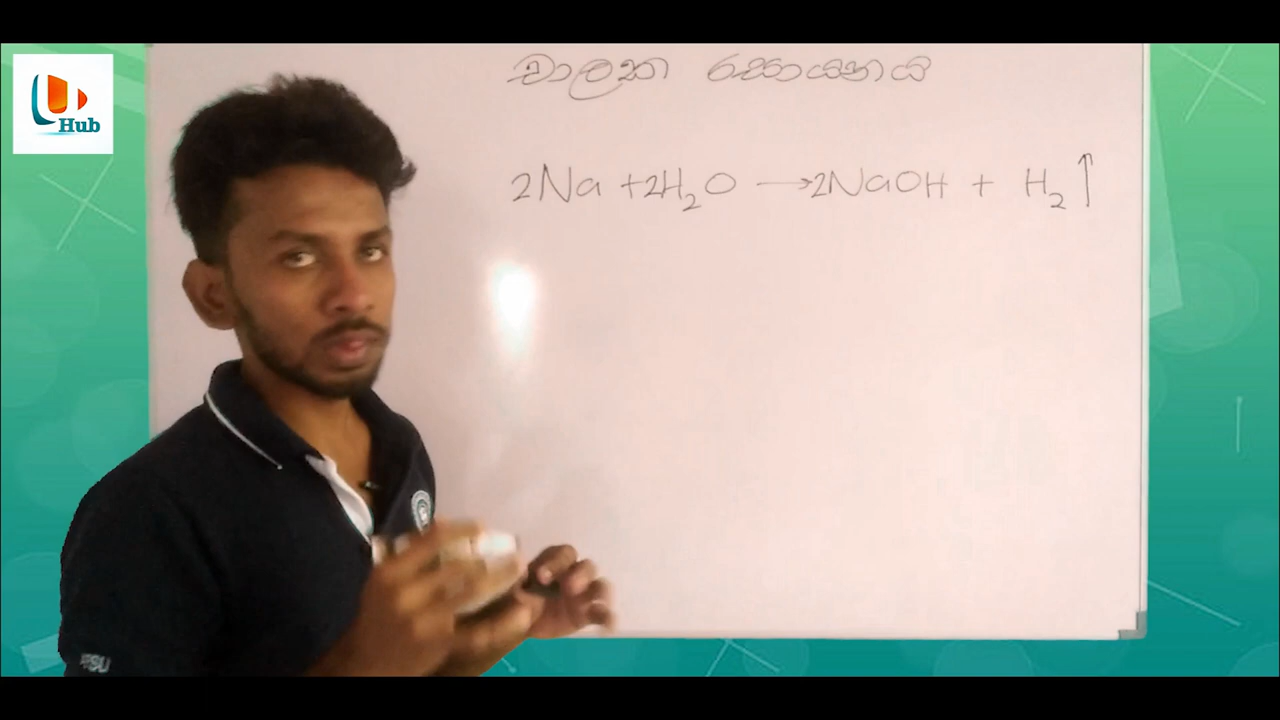 Hub
චාලක රසායනය
2Na + 2H₂O → 2NaOH + H₂↑